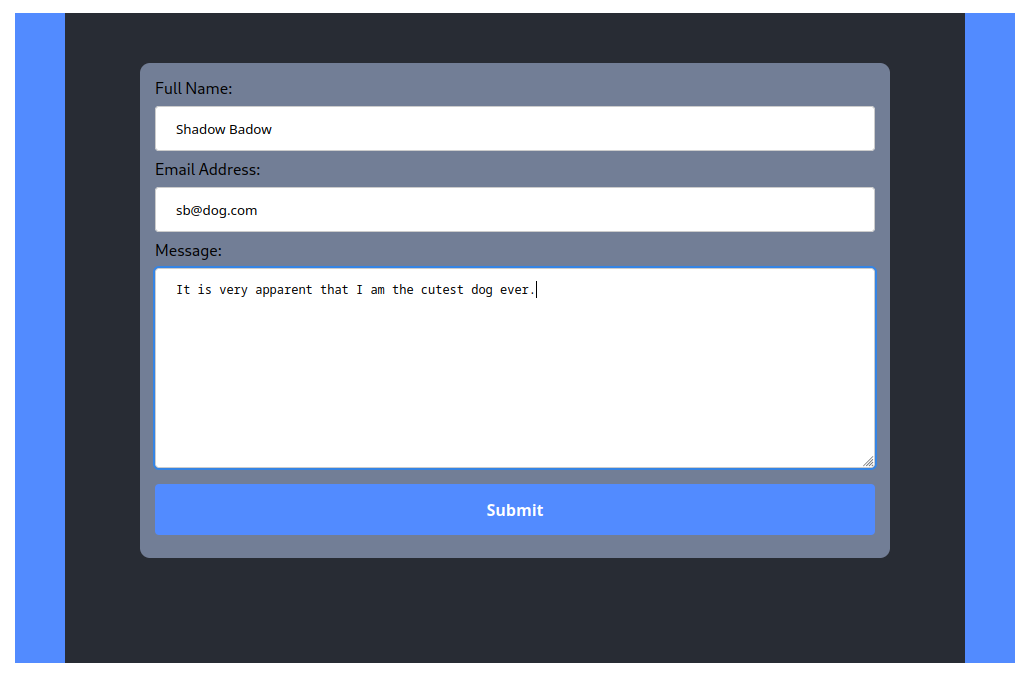 Full Name:
Shadow Badow
Email Address:
sb@dog.com
Message:
It is very apparent that I am the cutest dog ever.
Submit